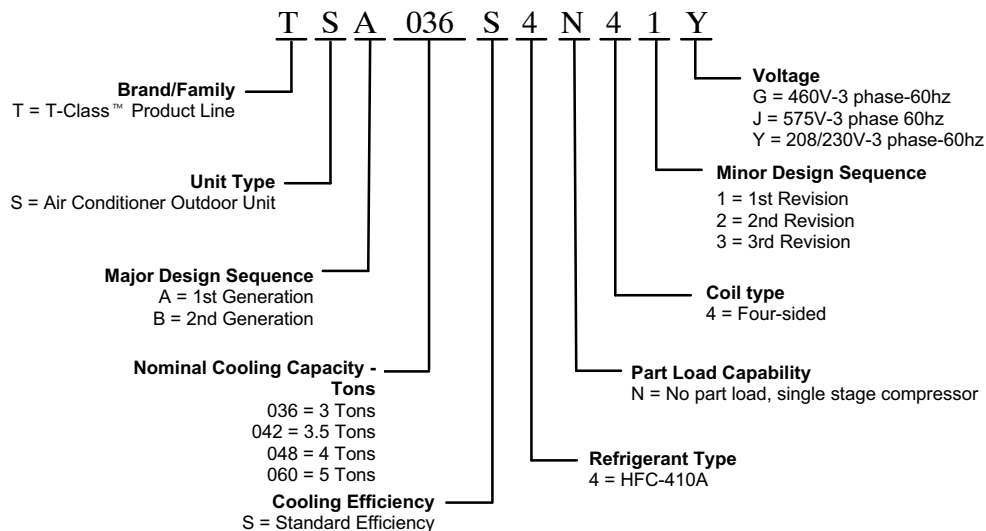 T S A 036 S 4 N 4 1 Y
Brand/Family
T = T-Class™ Product Line
Unit Type
S = Air Conditioner Outdoor Unit
Major Design Sequence
A = 1st Generation
B = 2nd Generation
Nominal Cooling Capacity -
Tons
036 = 3 Tons
042 = 3.5 Tons
048 = 4 Tons
060 = 5 Tons
Cooling Efficiency
S = Standard Efficiency
Voltage
G = 460V-3 phase-60hz
J = 575V-3 phase 60hz
Y = 208/230V-3 phase-60hz
Minor Design Sequence
1 = 1st Revision
2 = 2nd Revision
3 = 3rd Revision
Coil type
4 = Four-sided
Part Load Capability
N = No part load, single stage compressor
Refrigerant Type
4 = HFC-410A